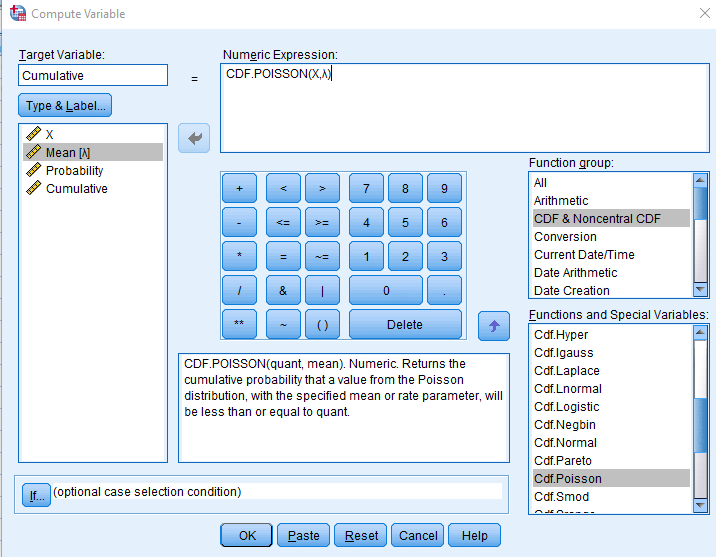 Compute Variable
Target Variable:
Cumulative
=
Numeric Expression:
CDF.POISSON(X,λ)
Type & Label...
X
Mean [λ]
Probability
Cumulative
+ < > 7 8 9
- <= >= 4 5 6
* = ~= 1 2 3
/ & | 0 .
** ~ ( ) Delete
Function group:
All
Arithmetic
CDF & Noncentral CDF
Conversion
Current Date/Time
Date Arithmetic
Date Creation
Functions and Special Variables:
Cdf.Hyper
Cdf.Igauss
Cdf.Laplace
Cdf.Lnormal
Cdf.Logistic
Cdf.Negbin
Cdf.Normal
Cdf.Pareto
Cdf.Poisson
Cdf.Smod
CDF.POISSON(quant, mean). Numeric. Returns the
cumulative probability that a value from the Poisson
distribution, with the specified mean or rate parameter, will
be less than or equal to quant.
If... (optional case selection condition)
OK Paste Reset Cancel Help